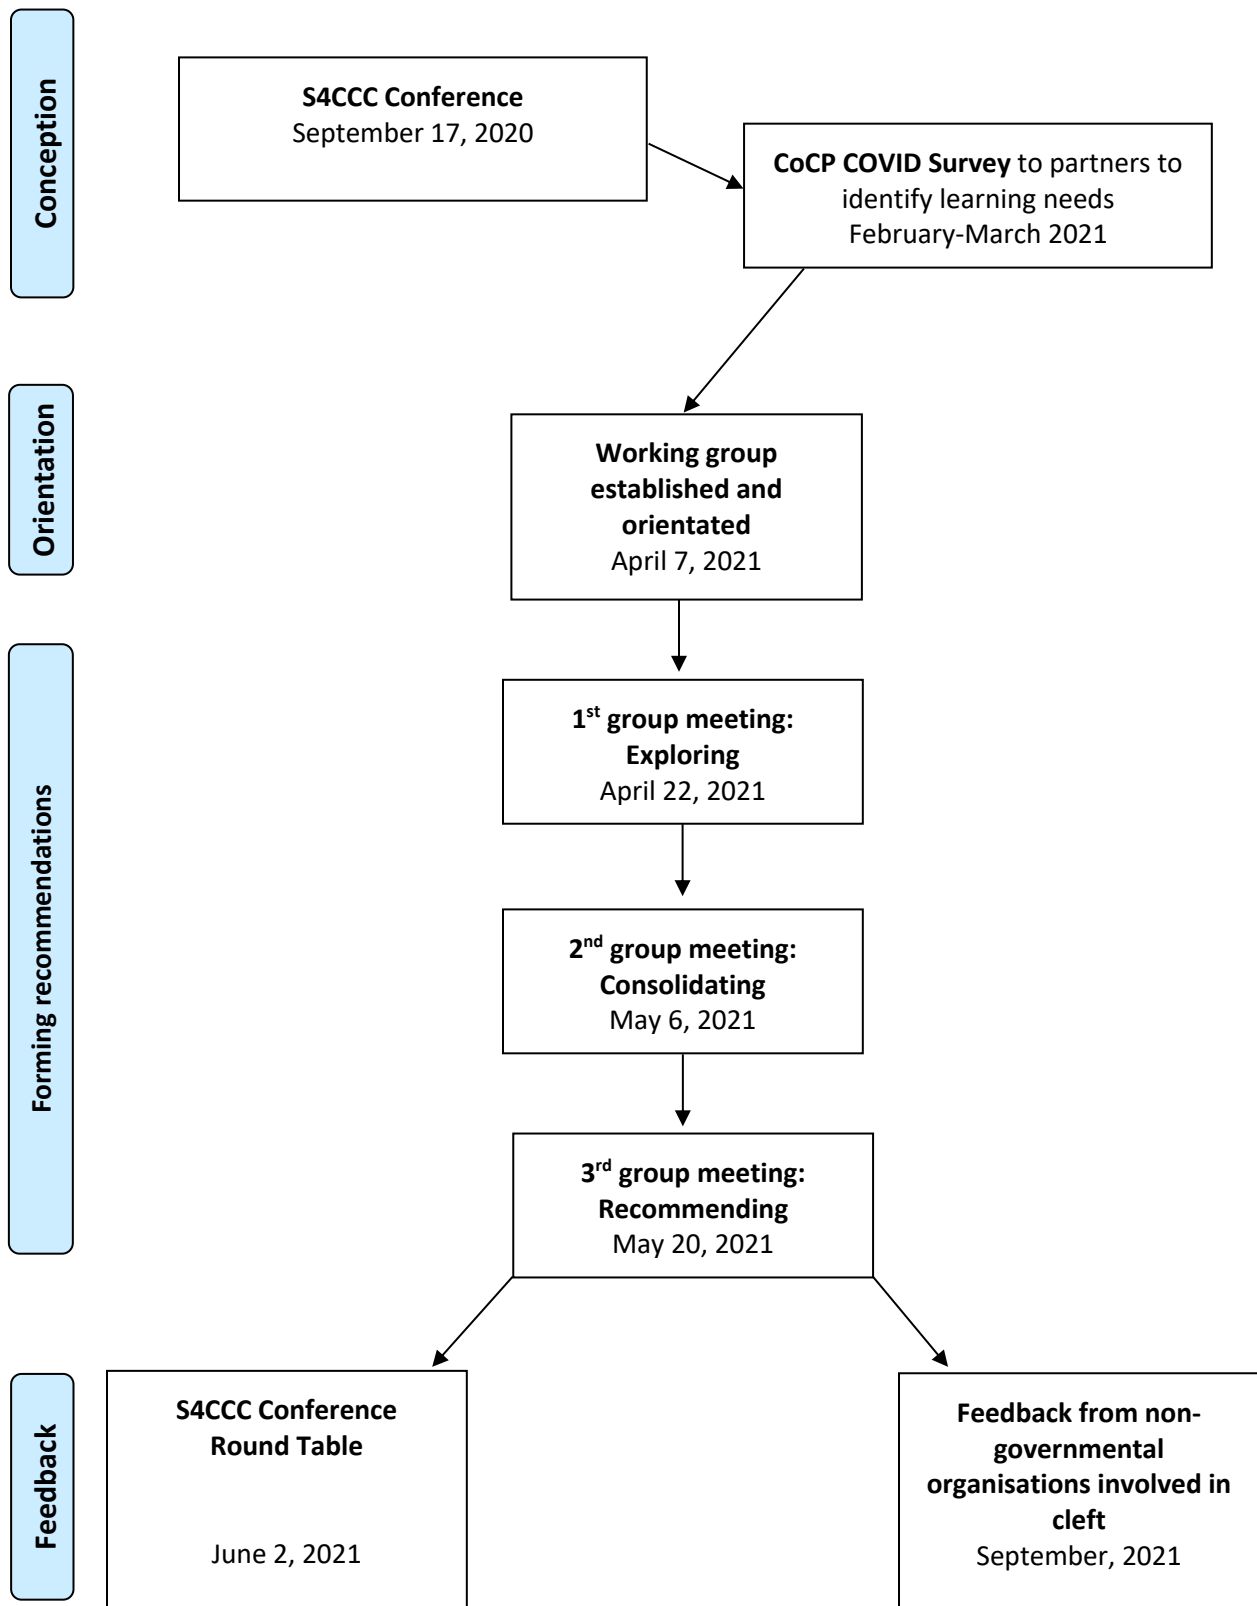 Conception
S4CCC Conference
September 17, 2020
CoCP COVID Survey to partners to
identify learning needs
February-March 2021
Orientation
Working group
established and
orientated
April 7, 2021
Forming recommendations
1st group meeting:
Exploring
April 22, 2021
2nd group meeting:
Consolidating
May 6, 2021
3rd group meeting:
Recommending
May 20, 2021
Feedback
S4CCC Conference
Round Table
June 2, 2021
Feedback from non-
governmental
organisations involved in
cleft
September, 2021